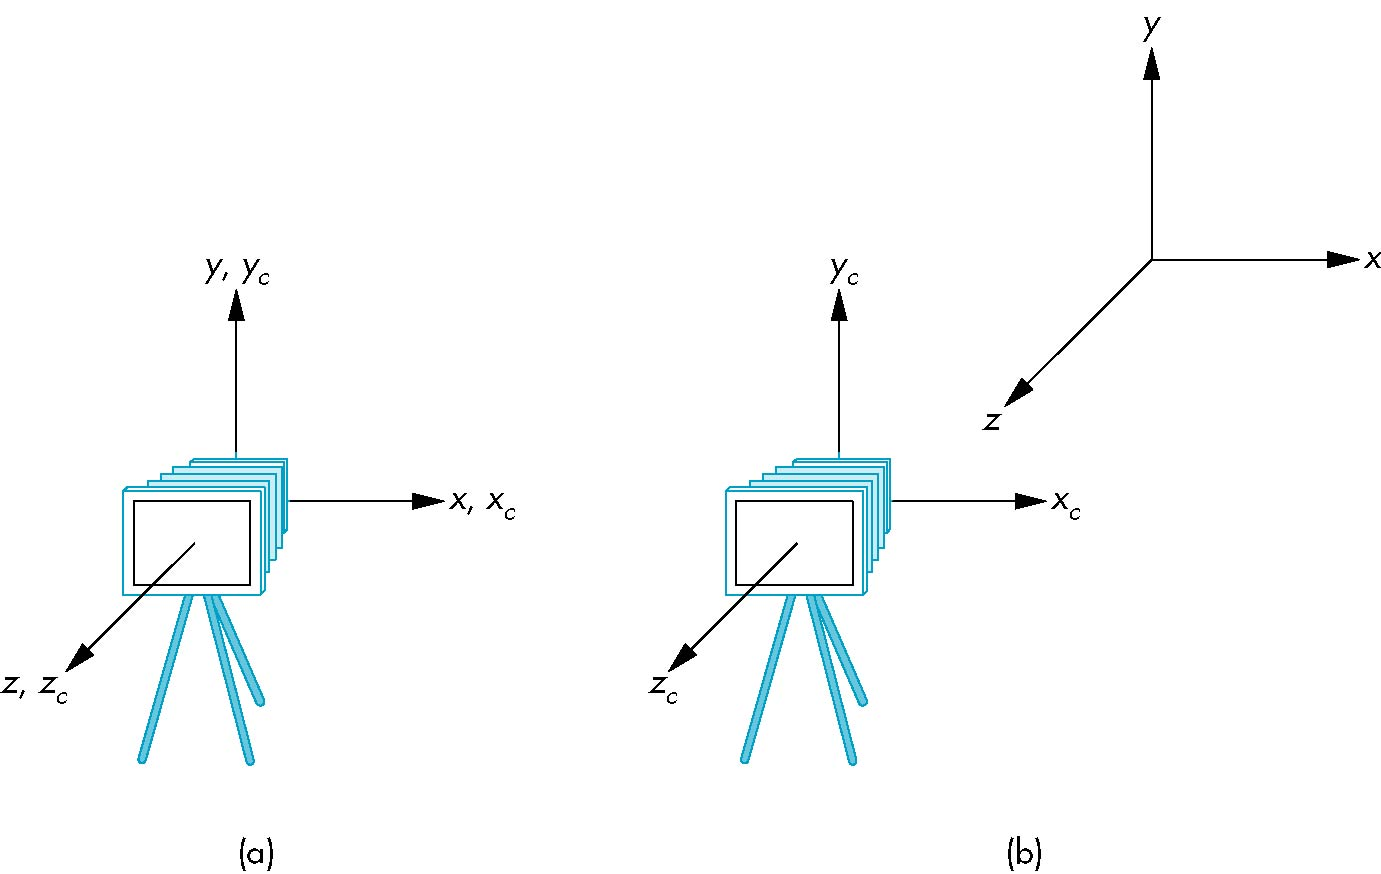 y
x
z
y, y_c
x, x_c
z, z_c
y_c
x_c
z_c
(a)
(b)